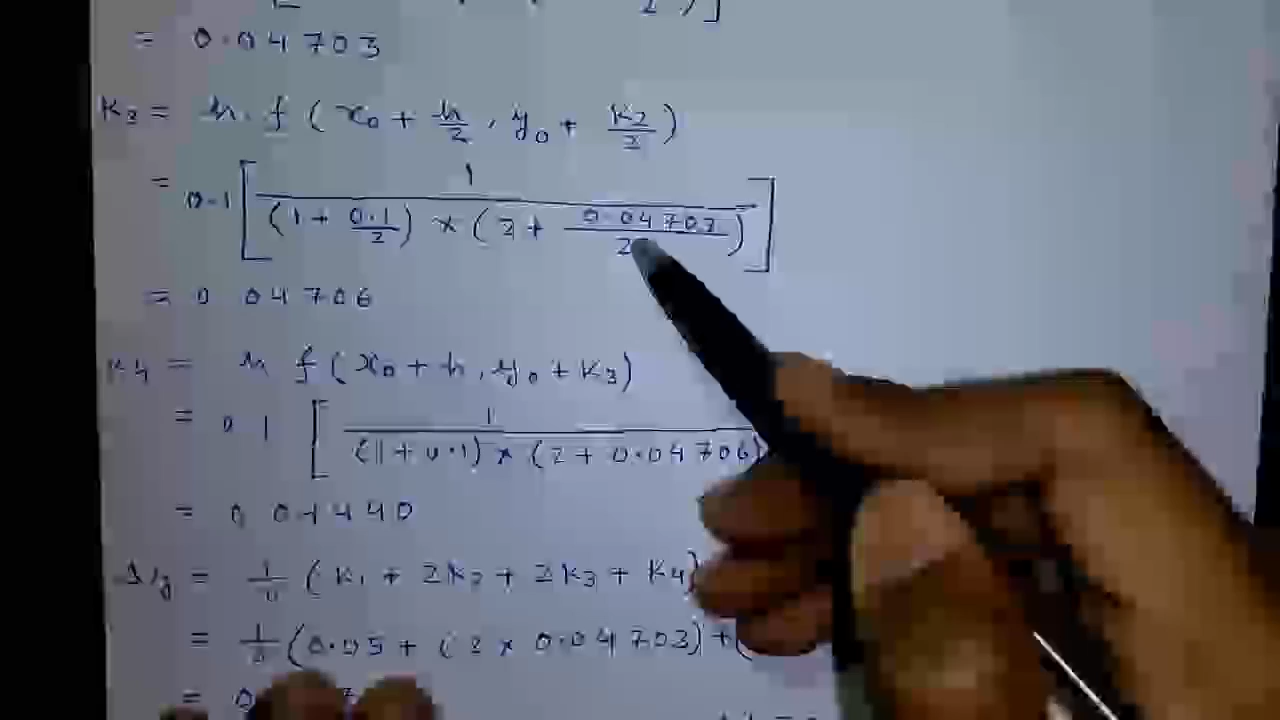 = 0.04703
K3 = h.f ( x0 + h/2 , y0 + K2/2 )
= 0.1 [ 1 / (1 + 0.1/2) × (2 + 0.04703/2) ]
= 0.04706
K4 = h f ( x0 + h , y0 + K3 )
= 0.1 [ 1 / (1 + 0.1) × (2 + 0.04706)
= 0.04440
Δy = 1/6 ( K1 + 2K2 + 2K3 + K4 )
= 1/6 ( 0.05 + ( 2 × 0.04703 ) + (
= 0